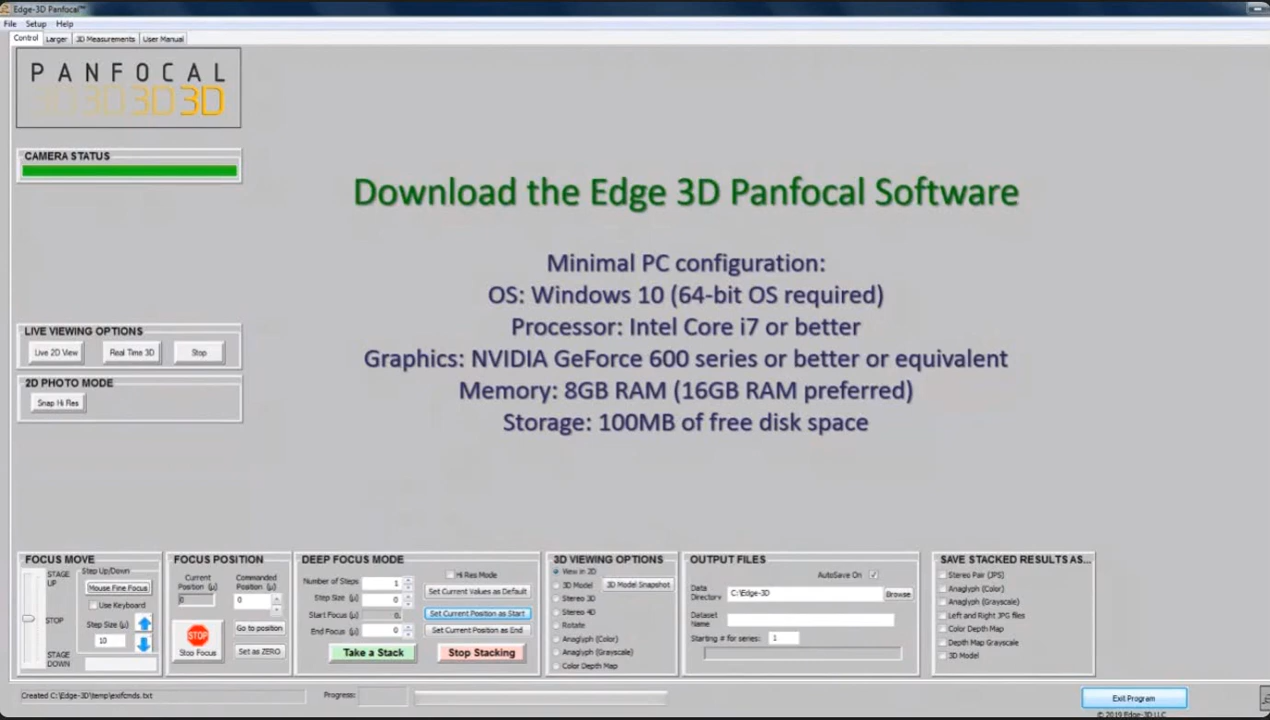 Edge-3D Panfocal™
File Setup Help
Control Larger 3D Measurements User Manual
PANFOCAL
3D 3D 3D 3D
CAMERA STATUS
Download the Edge 3D Panfocal Software
Minimal PC configuration:
OS: Windows 10 (64-bit OS required)
Processor: Intel Core i7 or better
Graphics: NVIDIA GeForce 600 series or better or equivalent
Memory: 8GB RAM (16GB RAM preferred)
Storage: 100MB of free disk space
LIVE VIEWING OPTIONS
Live 2D View Real Time 3D Stop
2D PHOTO MODE
Snap Hi Res
FOCUS MOVE
STAGE UP
STOP
STAGE DOWN
Step Up/Down
Mouse Fine Focus
Use Keyboard
Step Size (µ)
10
FOCUS POSITION
Current Position (µ)
0
Commanded Position (µ)
0
Go to position
STOP
Stop Focus
Set as ZERO
DEEP FOCUS MODE
Hi Res Mode
Number of Steps 1
Set Current Values as Default
Step Size (µ) 0
Start Focus (µ) 0
Set Current Position as Start
End Focus (µ) 0
Set Current Position as End
Take a Stack Stop Stacking
3D VIEWING OPTIONS
View in 2D
3D Model 3D Model Snapshot
Stereo 3D
Stereo 4D
Rotate
Anaglyph (Color)
Anaglyph (Grayscale)
Color Depth Map
OUTPUT FILES
AutoSave On
Data Directory C:\Edge-3D Browse
Dataset Name
Starting # for series: 1
SAVE STACKED RESULTS AS...
Stereo Pair (JPS)
Anaglyph (Color)
Anaglyph (Grayscale)
Left and Right JPG files
Color Depth Map
Depth Map Grayscale
3D Model
Created C:\Edge-3D\temp\exifcmds.txt
Progress:
Exit Program
© 2019 Edge-3D LLC